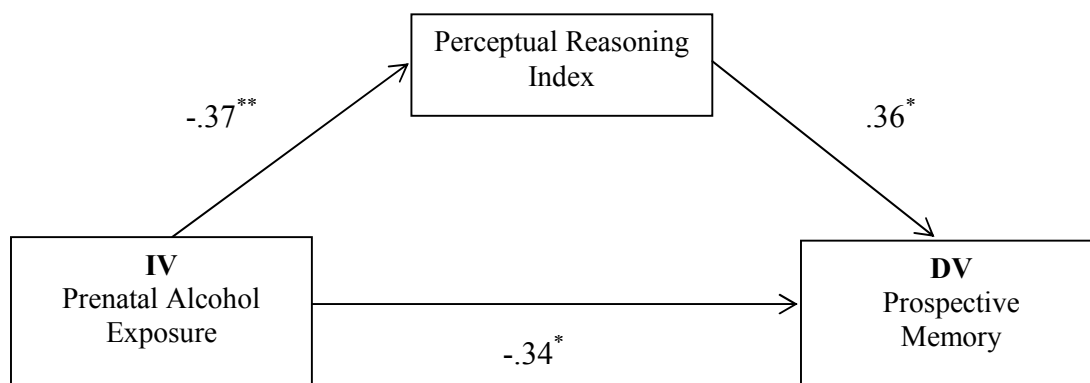 Perceptual Reasoning
Index
-.37**
.36*
IV
Prenatal Alcohol
Exposure
DV
Prospective
Memory
-.34*